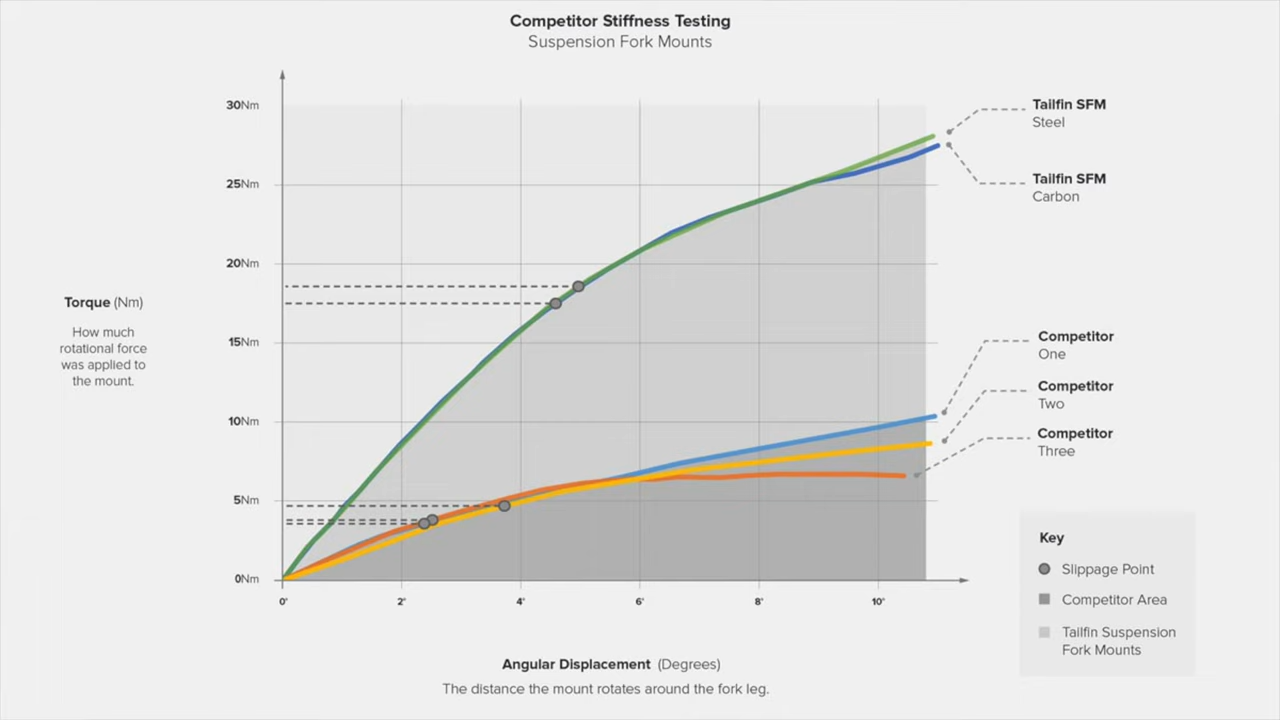 Competitor Stiffness Testing
Suspension Fork Mounts
30Nm
25Nm
20Nm
15Nm
10Nm
5Nm
0Nm
Torque (Nm)
How much
rotational force
was applied to
the mount.
Tailfin SFM
Steel
Tailfin SFM
Carbon
Competitor
One
Competitor
Two
Competitor
Three
Key
Slippage Point
Competitor Area
Tailfin Suspension
Fork Mounts
0° 2° 4° 6° 8° 10°
Angular Displacement (Degrees)
The distance the mount rotates around the fork leg.